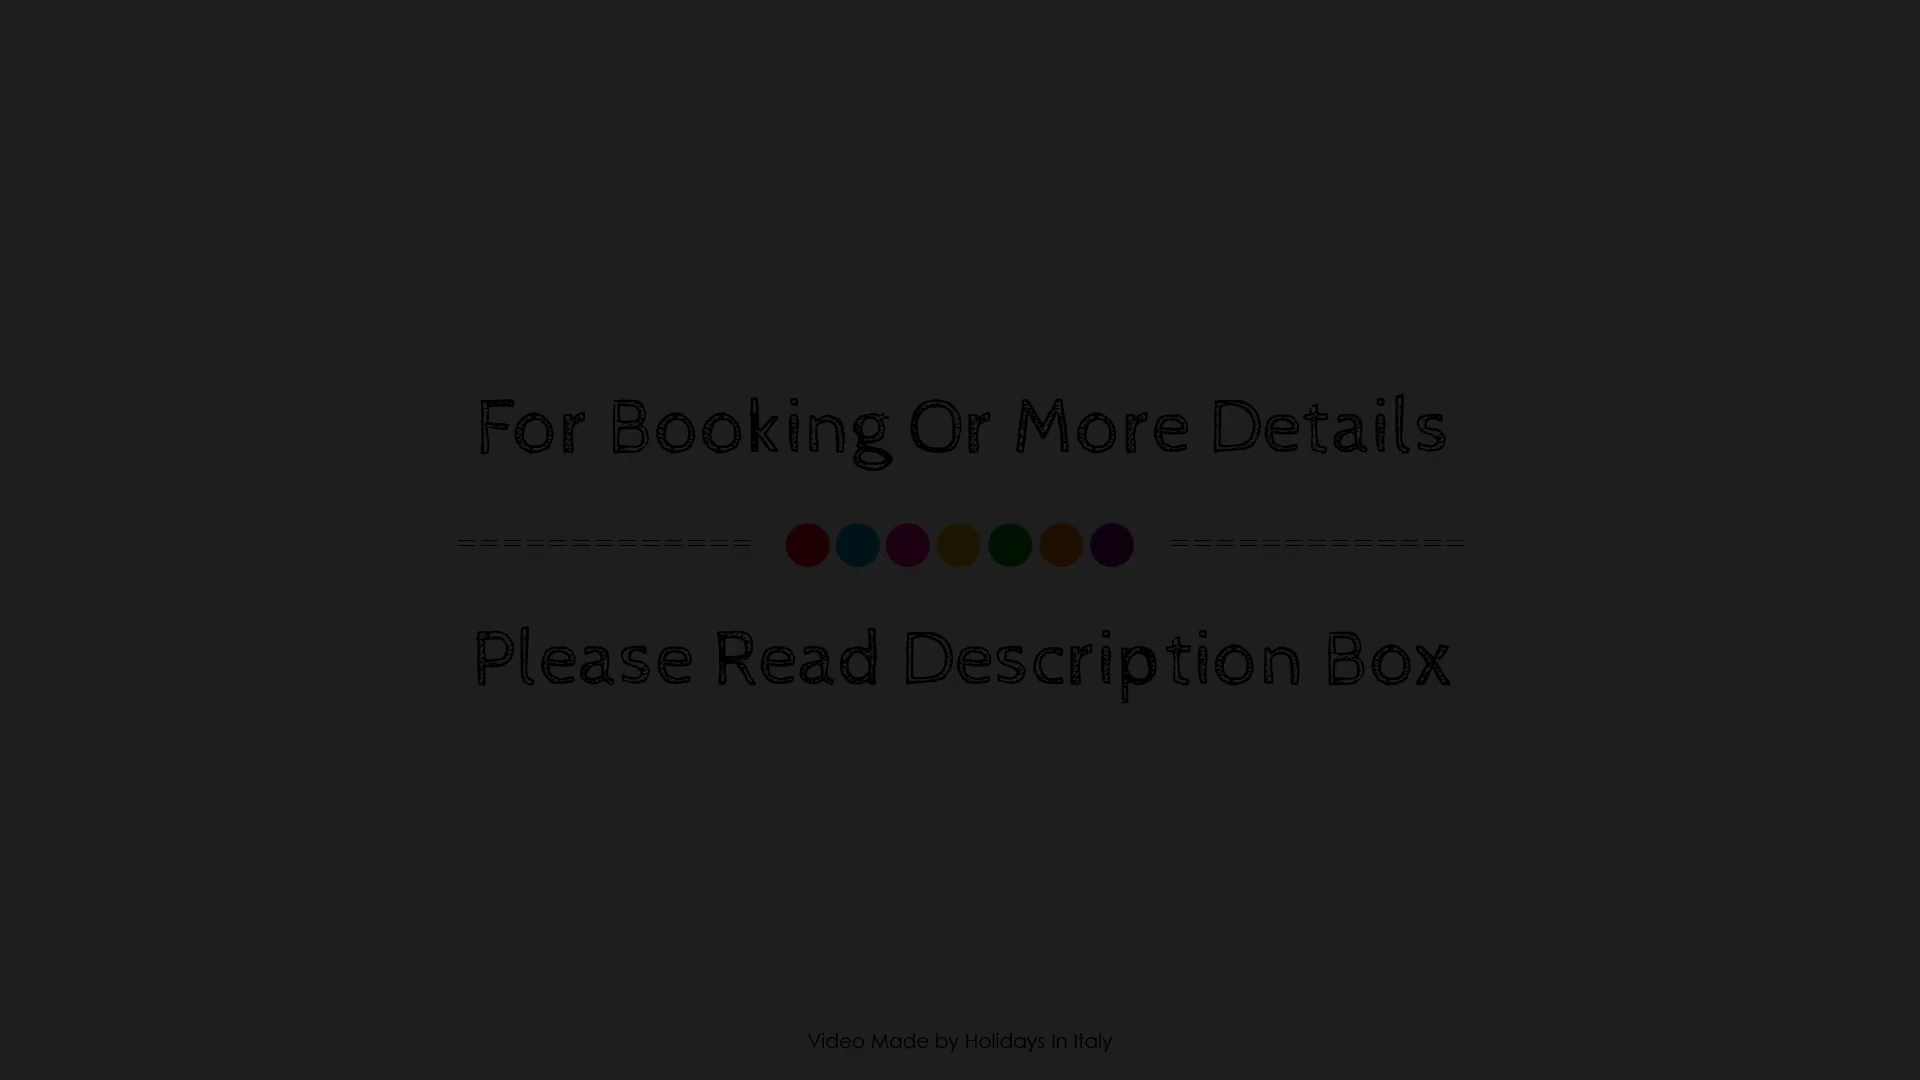 For Booking Or More Details
============= =============
Please Read Description Box
Video Made by Holidays In Italy